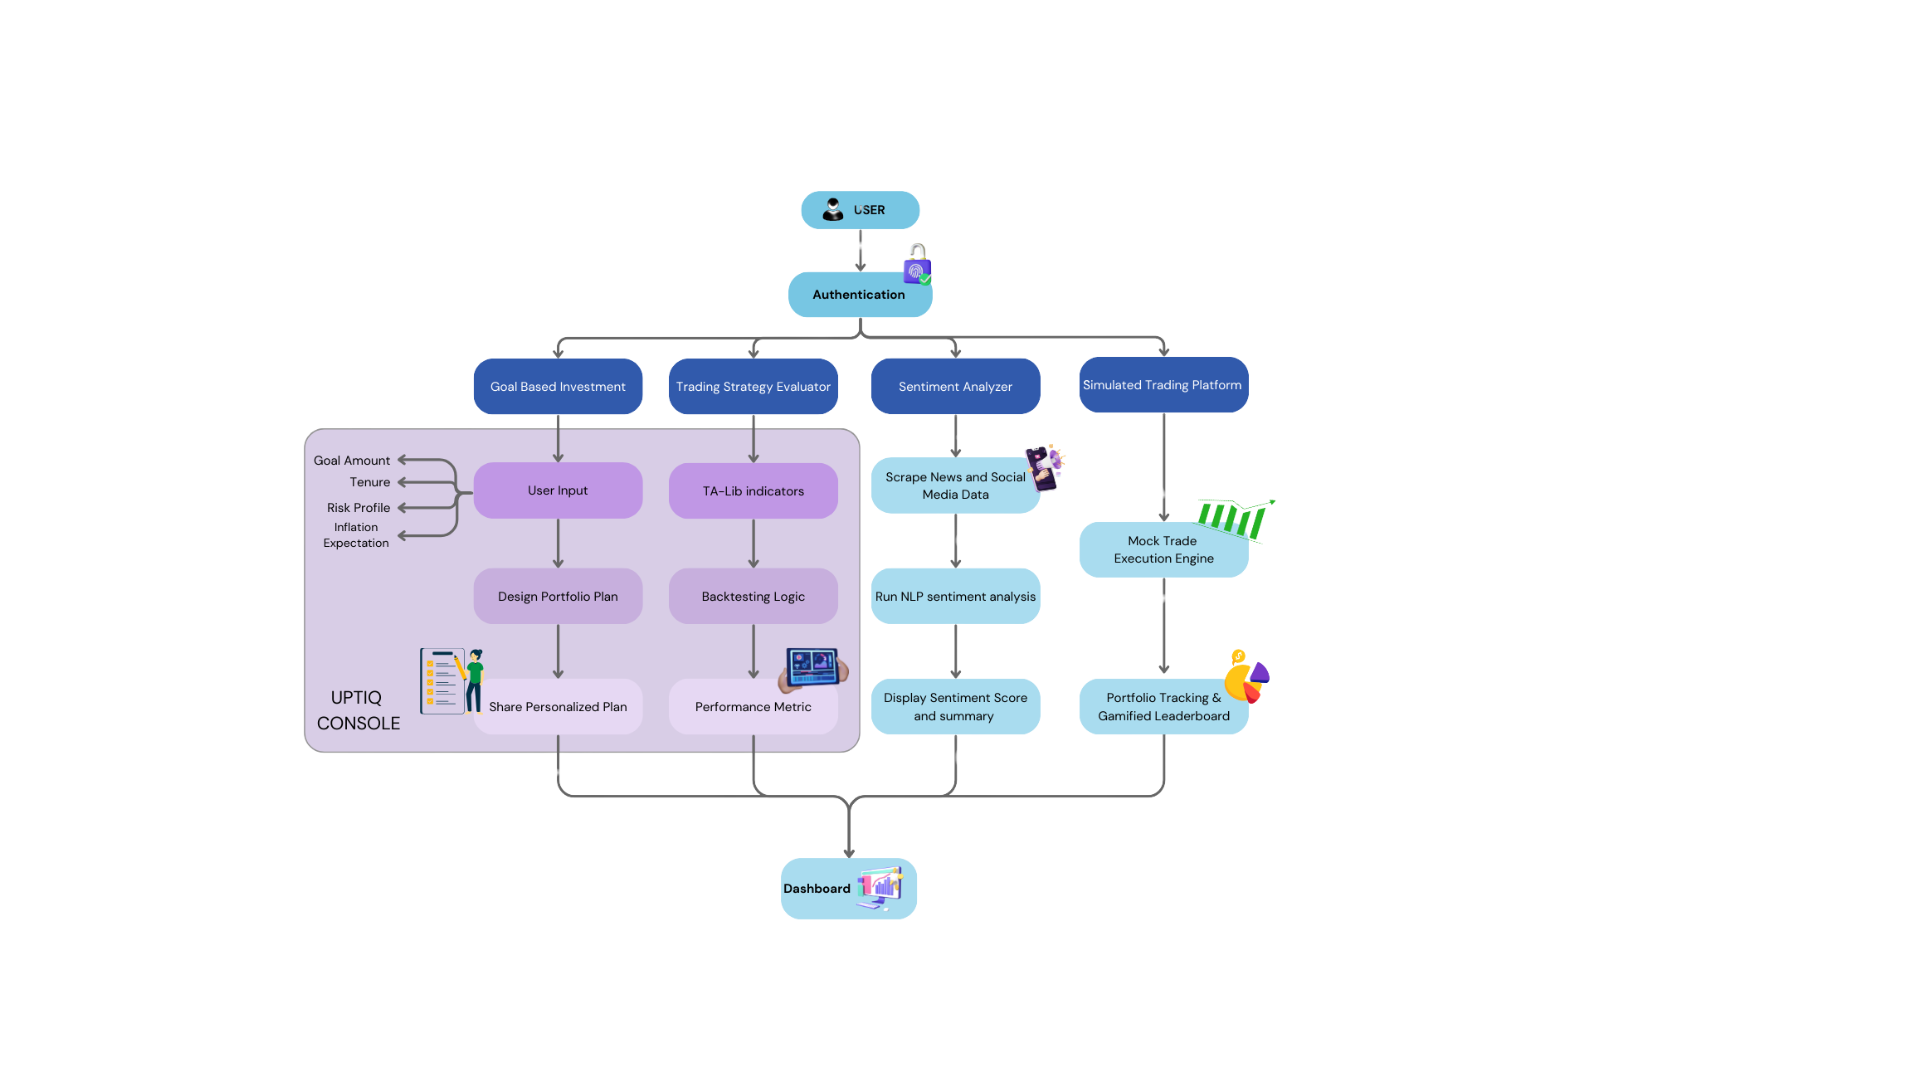 USER
Authentication
Goal Based Investment
Trading Strategy Evaluator
Sentiment Analyzer
Simulated Trading Platform
Goal Amount
Tenure
Risk Profile
Inflation
Expectation
User Input
TA-Lib indicators
Scrape News and Social
Media Data
Mock Trade
Execution Engine
Design Portfolio Plan
Backtesting Logic
Run NLP sentiment analysis
UPTIQ
CONSOLE
Share Personalized Plan
Performance Metric
Display Sentiment Score
and summary
Portfolio Tracking &
Gamified Leaderboard
Dashboard